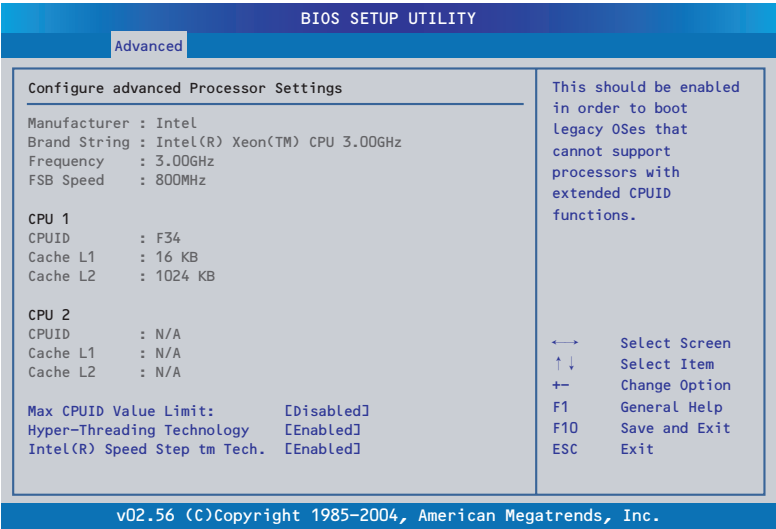 BIOS SETUP UTILITY
Advanced
Configure advanced Processor Settings
Manufacturer : Intel
Brand String : Intel(R) Xeon(TM) CPU 3.00GHz
Frequency : 3.00GHz
FSB Speed : 800MHz
CPU 1
CPUID : F34
Cache L1 : 16 KB
Cache L2 : 1024 KB
CPU 2
CPUID : N/A
Cache L1 : N/A
Cache L2 : N/A
Max CPUID Value Limit: [Disabled]
Hyper-Threading Technology [Enabled]
Intel(R) Speed Step tm Tech. [Enabled]
This should be enabled
in order to boot
legacy OSes that
cannot support
processors with
extended CPUID
functions.
←→ Select Screen
↑↓ Select Item
+- Change Option
F1 General Help
F10 Save and Exit
ESC Exit
v02.56 (C)Copyright 1985-2004, American Megatrends, Inc.